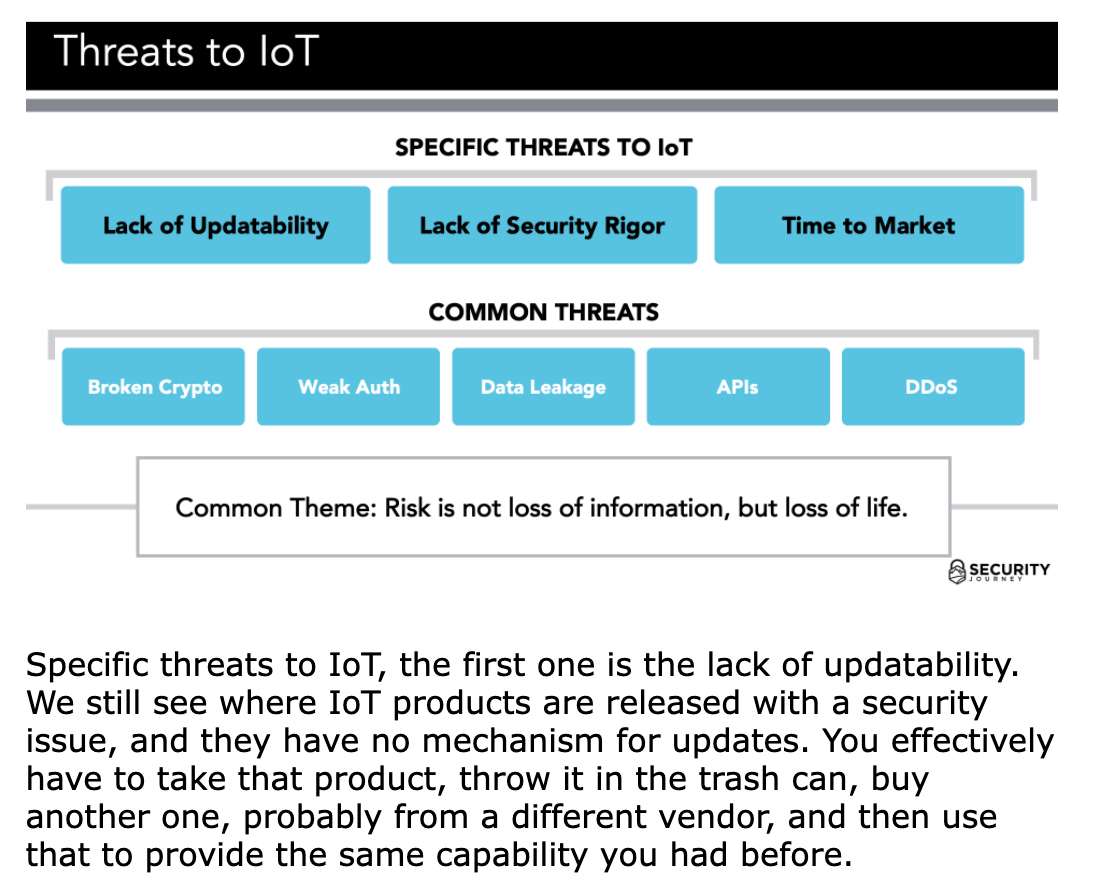 Threats to IoT
SPECIFIC THREATS TO IoT
Lack of Updatability
Lack of Security Rigor
Time to Market
COMMON THREATS
Broken Crypto
Weak Auth
Data Leakage
APIs
DDoS
Common Theme: Risk is not loss of information, but loss of life.
SECURITY
JOURNEY
Specific threats to IoT, the first one is the lack of updatability.
We still see where IoT products are released with a security
issue, and they have no mechanism for updates. You effectively
have to take that product, throw it in the trash can, buy
another one, probably from a different vendor, and then use
that to provide the same capability you had before.